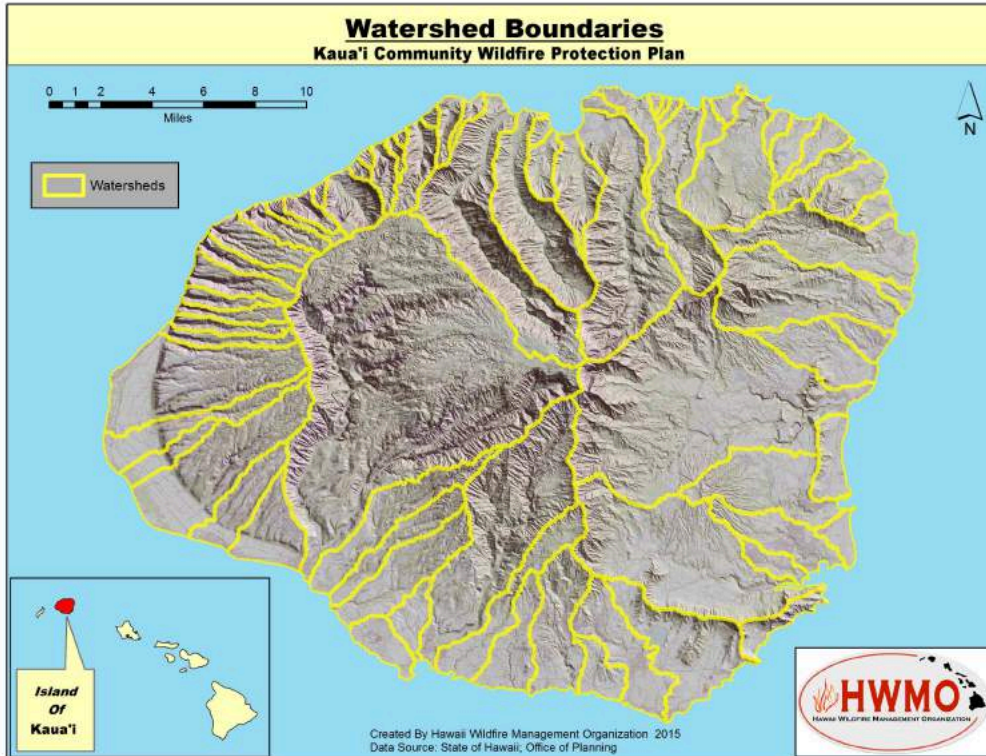 Watershed Boundaries
Kaua'i Community Wildfire Protection Plan
0 1 2 4 6 8 10
Miles
N
Watersheds
Island
Of
Kaua'i
HWMO
HAWAII WILDFIRE MANAGEMENT ORGANIZATION
Created By Hawaii Wildfire Management Organization 2015
Data Source: State of Hawaii; Office of Planning